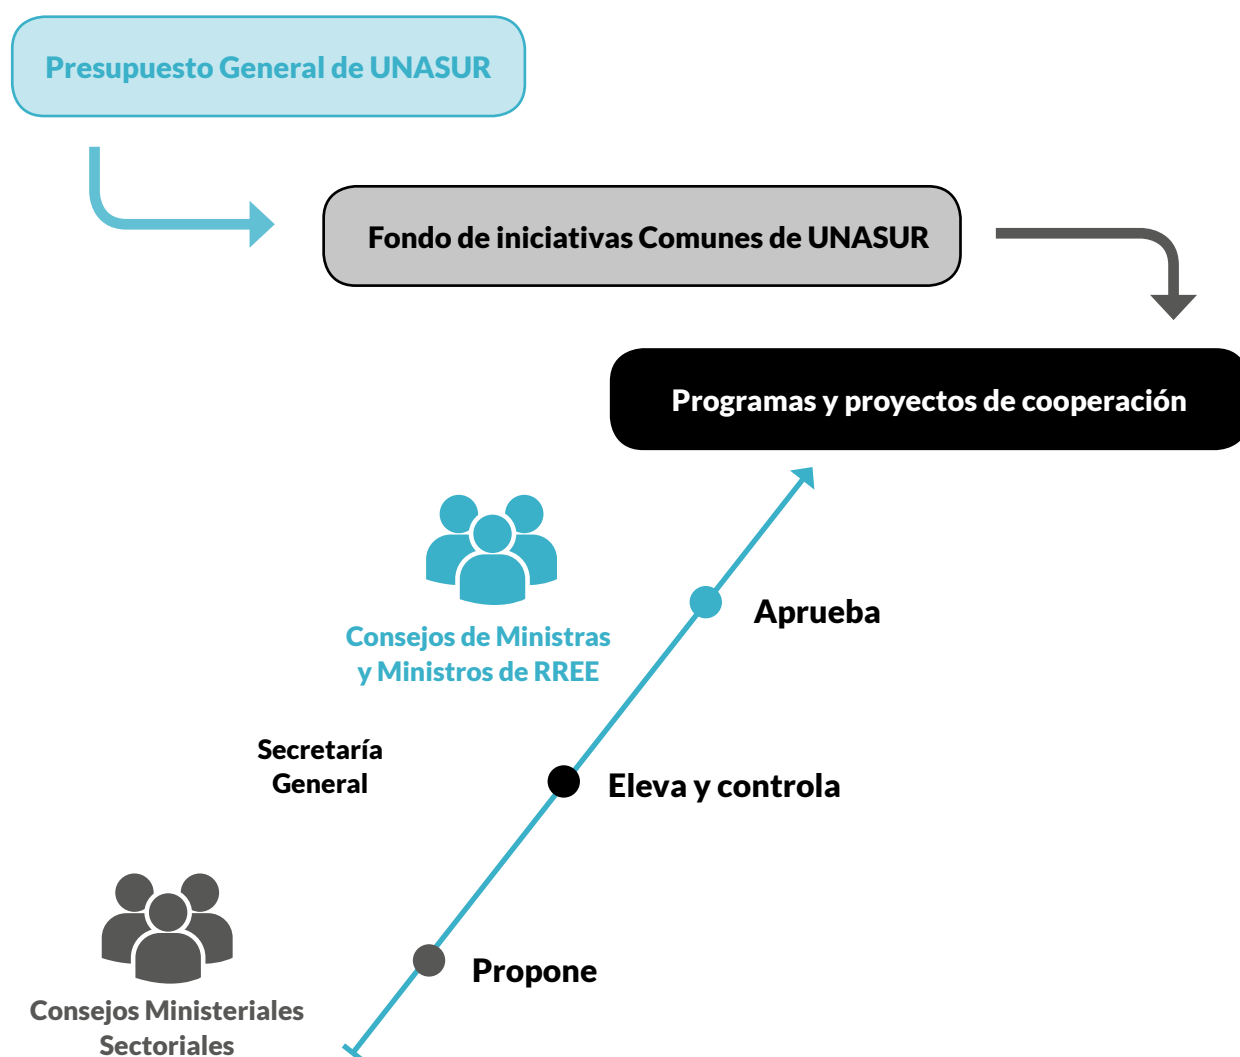 Presupuesto General de UNASUR
Fondo de iniciativas Comunes de UNASUR
Programas y proyectos de cooperación
Consejos de Ministras
y Ministros de RREE
Aprueba
Secretaría
General
Eleva y controla
Propone
Consejos Ministeriales
Sectoriales